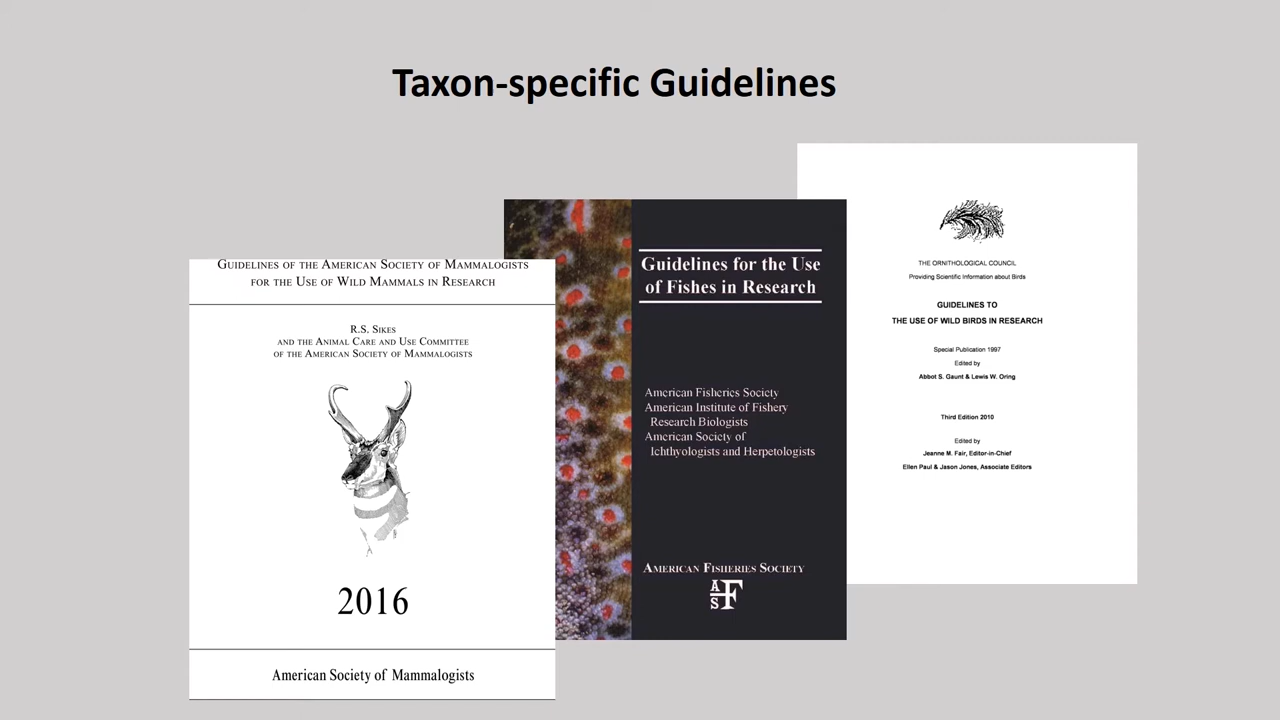 Taxon-specific Guidelines
GUIDELINES OF THE AMERICAN SOCIETY OF MAMMALOGISTS
FOR THE USE OF WILD MAMMALS IN RESEARCH
R.S. SIKES
AND THE ANIMAL CARE AND USE COMMITTEE
OF THE AMERICAN SOCIETY OF MAMMALOGISTS
2016
American Society of Mammalogists
Guidelines for the Use
of Fishes in Research
American Fisheries Society
American Institute of Fishery
Research Biologists
American Society of
Ichthyologists and Herpetologists
AMERICAN FISHERIES SOCIETY
AFS
THE ORNITHOLOGICAL COUNCIL
Providing Scientific Information about Birds
GUIDELINES TO
THE USE OF WILD BIRDS IN RESEARCH
Special Publication 1997
Edited by
Abbot S. Gaunt & Lewis W. Oring
Third Edition 2010
Edited by
Jeanne M. Fair, Editor-in-Chief
Ellen Paul & Jason Jones, Associate Editors